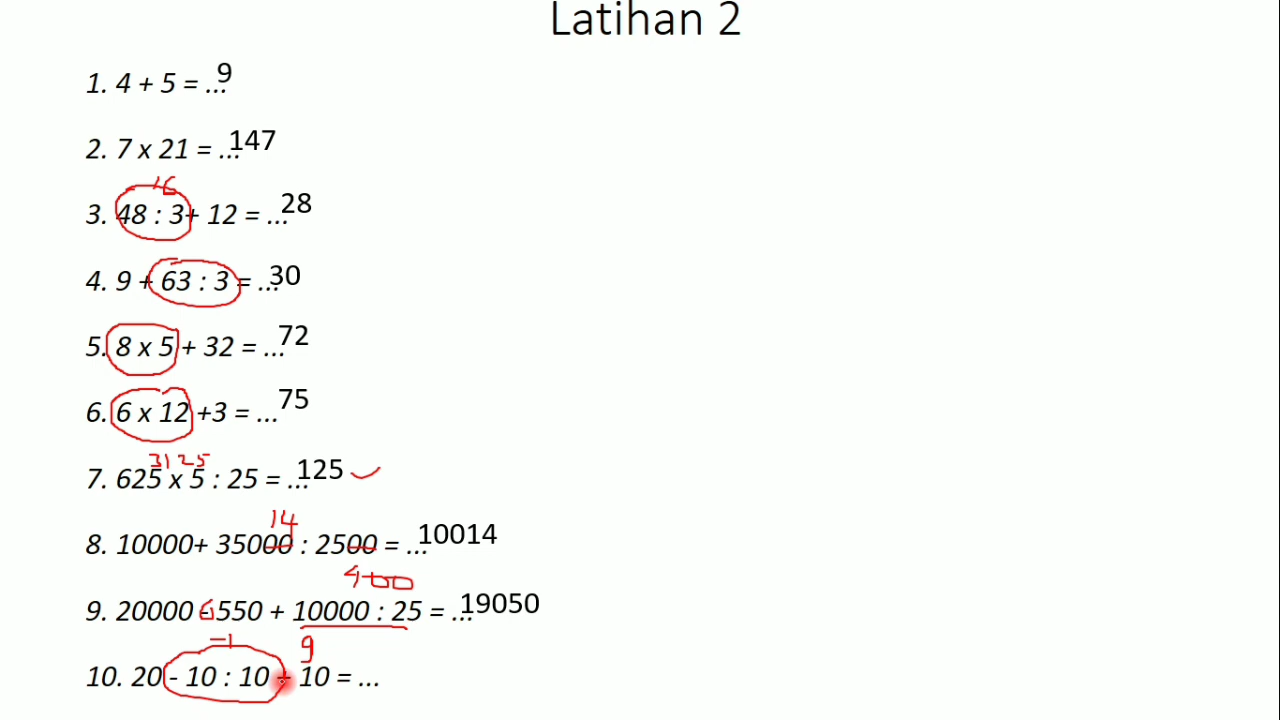 Latihan 2
1. 4 + 5 = ...9
2. 7 x 21 = ...147
16
3. 48 : 3+ 12 = ...28
4. 9 + 63 : 3 = ...30
5. 8 x 5 + 32 = ...72
6. 6 x 12 +3 = ...75
3125
7. 625 x 5 : 25 = ...125
14
8. 10000+ 35000 : 2500 = ...10014
400
9. 20000 - 550 + 10000 : 25 = ...19050
-1 9
10. 20 - 10 : 10 - 10 = ...